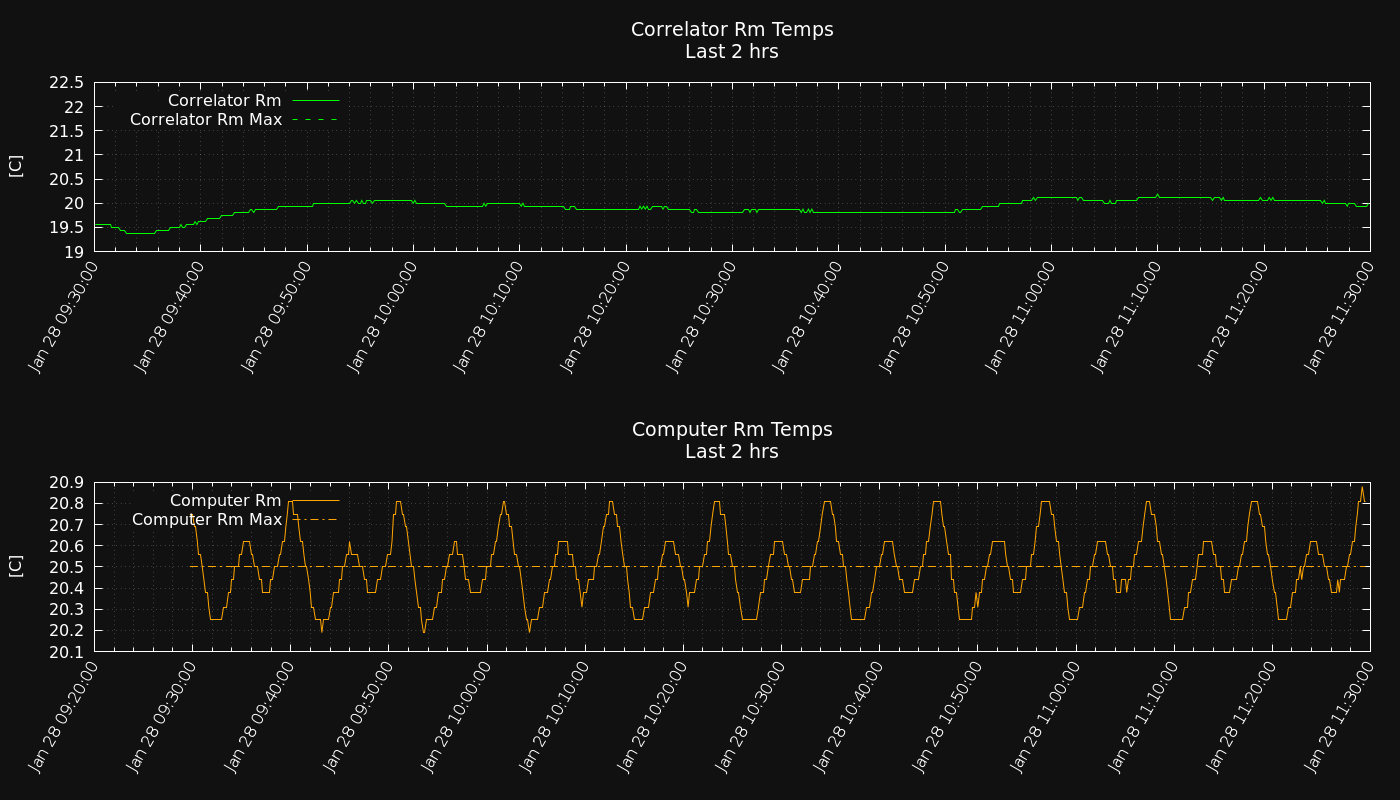 Correlator Rm Temps
Last 2 hrs
22.5
22
21.5
21
20.5
20
19.5
19
[C]
Correlator Rm
Correlator Rm Max
Jan 28 09:30:00
Jan 28 09:40:00
Jan 28 09:50:00
Jan 28 10:00:00
Jan 28 10:10:00
Jan 28 10:20:00
Jan 28 10:30:00
Jan 28 10:40:00
Jan 28 10:50:00
Jan 28 11:00:00
Jan 28 11:10:00
Jan 28 11:20:00
Jan 28 11:30:00
Computer Rm Temps
Last 2 hrs
20.9
20.8
20.7
20.6
20.5
20.4
20.3
20.2
20.1
[C]
Computer Rm
Computer Rm Max
Jan 28 09:20:00
Jan 28 09:30:00
Jan 28 09:40:00
Jan 28 09:50:00
Jan 28 10:00:00
Jan 28 10:10:00
Jan 28 10:20:00
Jan 28 10:30:00
Jan 28 10:40:00
Jan 28 10:50:00
Jan 28 11:00:00
Jan 28 11:10:00
Jan 28 11:20:00
Jan 28 11:30:00